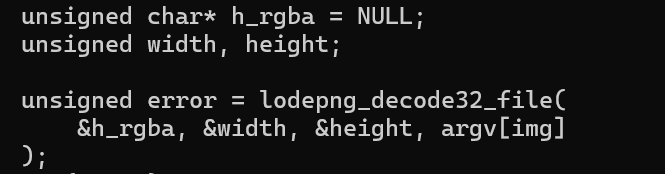 unsigned char* h_rgba = NULL;
unsigned width, height;
unsigned error = lodepng_decode32_file(
&h_rgba, &width, &height, argv[img]
);